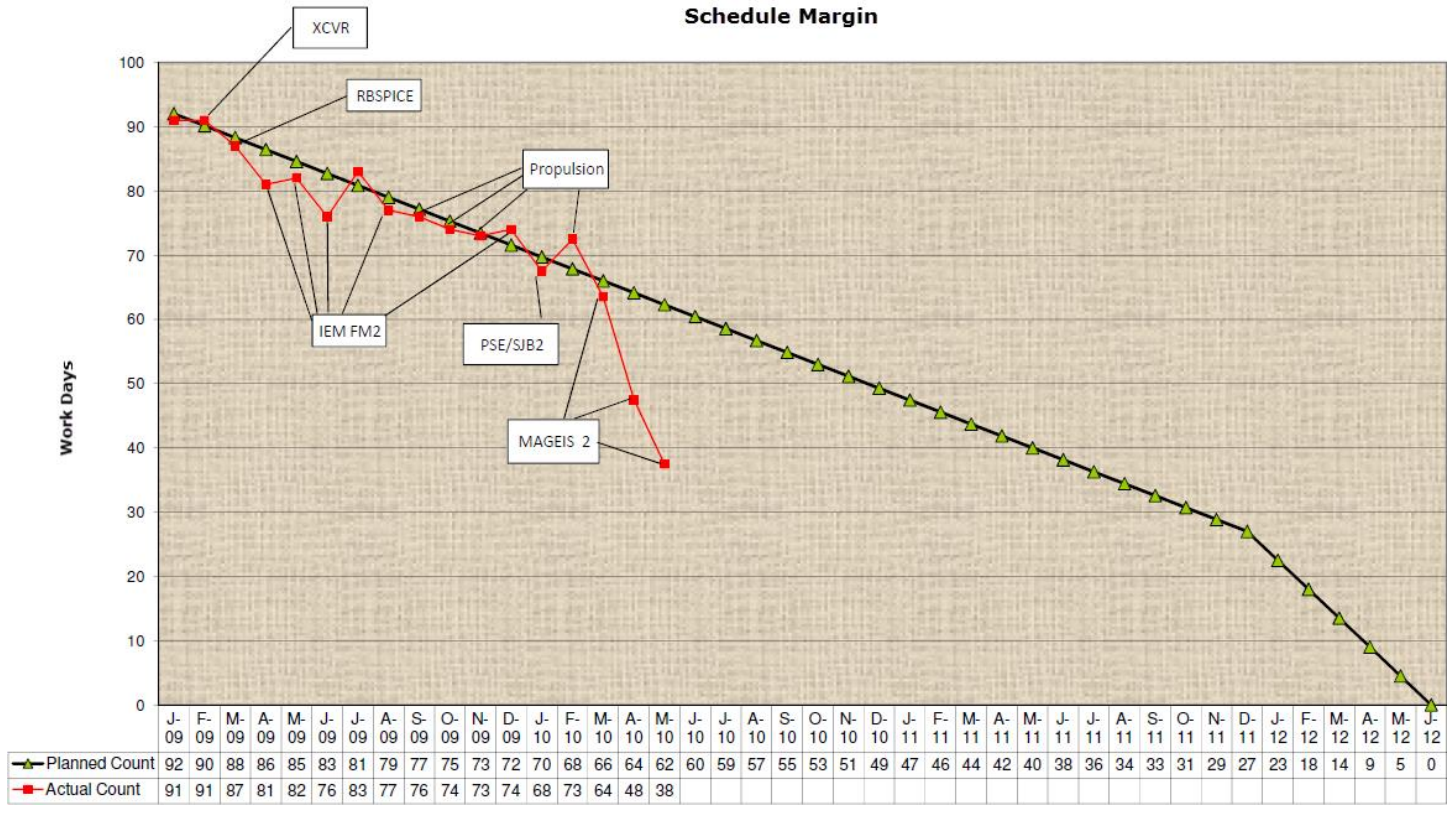 Schedule Margin
XCVR
RBSPICE
Propulsion
IEM FM2
PSE/SJB2
MAGEIS 2
Work Days
100
90
80
70
60
50
40
30
20
10
0
J-09 F-09 M-09 A-09 M-09 J-09 J-09 A-09 S-09 O-09 N-09 D-09 J-10 F-10 M-10 A-10 M-10 J-10 J-10 A-10 S-10 O-10 N-10 D-10 J-11 F-11 M-11 A-11 M-11 J-11 J-11 A-11 S-11 O-11 N-11 D-11 J-12 F-12 M-12 A-12 M-12 J-12
Planned Count 92 90 88 86 85 83 81 79 77 75 73 72 70 68 66 64 62 60 59 57 55 53 51 49 47 46 44 42 40 38 36 34 33 31 29 27 23 18 14 9 5 0
Actual Count 91 91 87 81 82 76 83 77 76 74 73 74 68 73 64 48 38